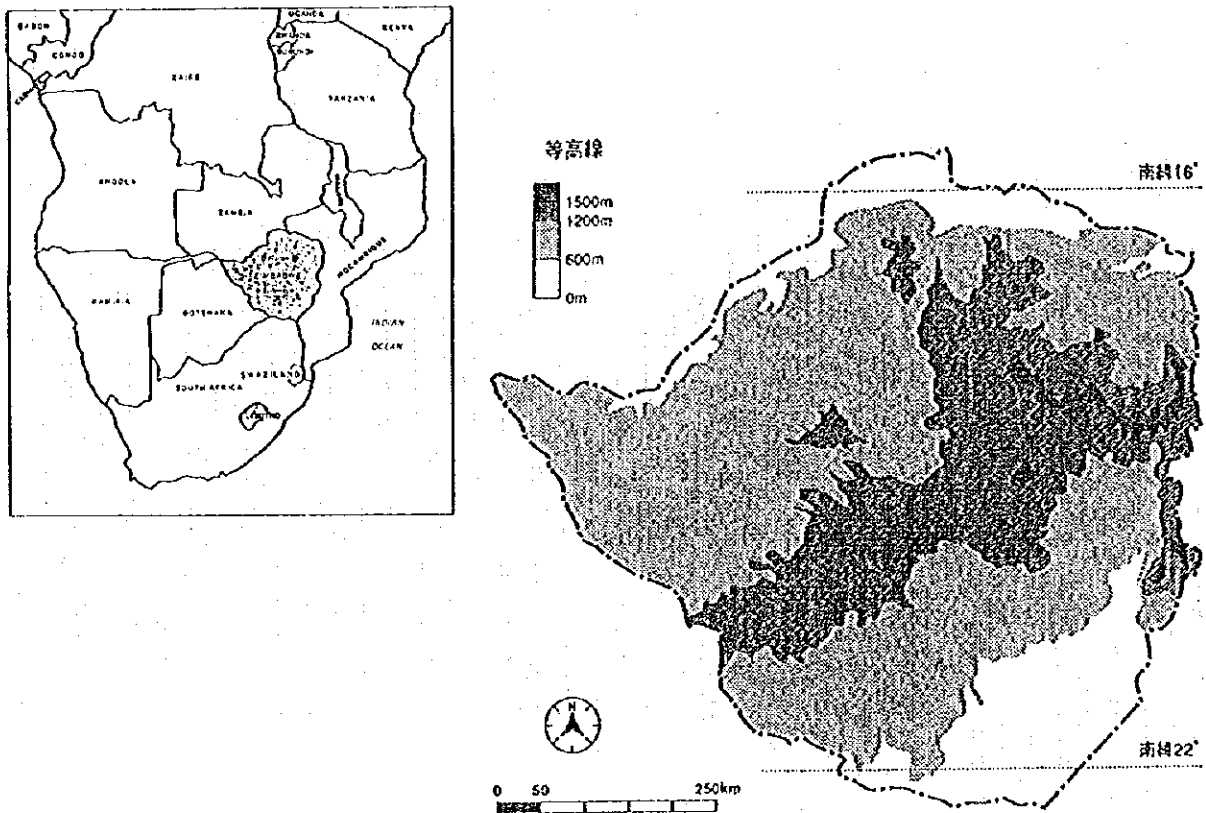 GABON
CONGO
UGANDA
RWANDA
BURUNDI
KENYA
ZAIRE
TANZANIA
ANGOLA
ZAMBIA
MOZAMBIQUE
ZIMBABWE
NAMIBIA
BOTSWANA
INDIAN
OCEAN
SWAZILAND
SOUTH AFRICA
等高線
1500m
1200m
600m
0m
南緯16°
南緯22°
N
0 50 250km